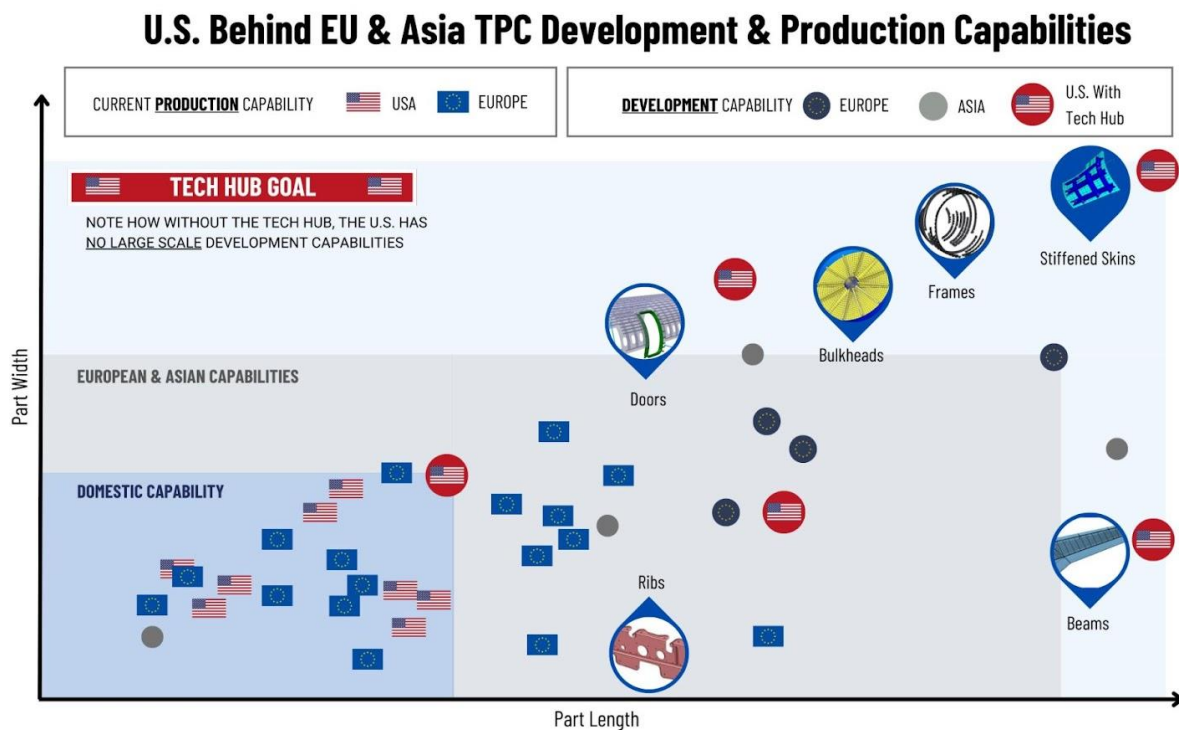 U.S. Behind EU & Asia TPC Development & Production Capabilities
CURRENT PRODUCTION CAPABILITY
USA
EUROPE
DEVELOPMENT CAPABILITY
EUROPE
ASIA
U.S. With
Tech Hub
TECH HUB GOAL
NOTE HOW WITHOUT THE TECH HUB, THE U.S. HAS
NO LARGE SCALE DEVELOPMENT CAPABILITIES
Stiffened Skins
Frames
Bulkheads
EUROPEAN & ASIAN CAPABILITIES
Doors
Part Width
DOMESTIC CAPABILITY
Ribs
Beams
Part Length